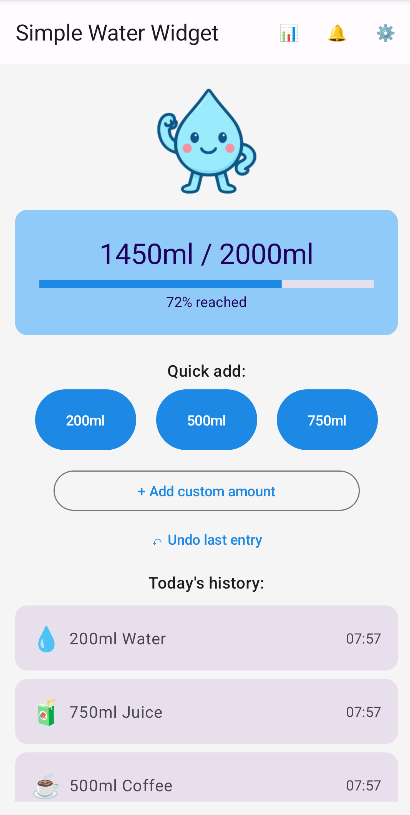 Simple Water Widget
1450ml / 2000ml
72% reached
Quick add:
200ml 500ml 750ml
+ Add custom amount
Undo last entry
Today's history:
200ml Water 07:57
750ml Juice 07:57
500ml Coffee 07:57